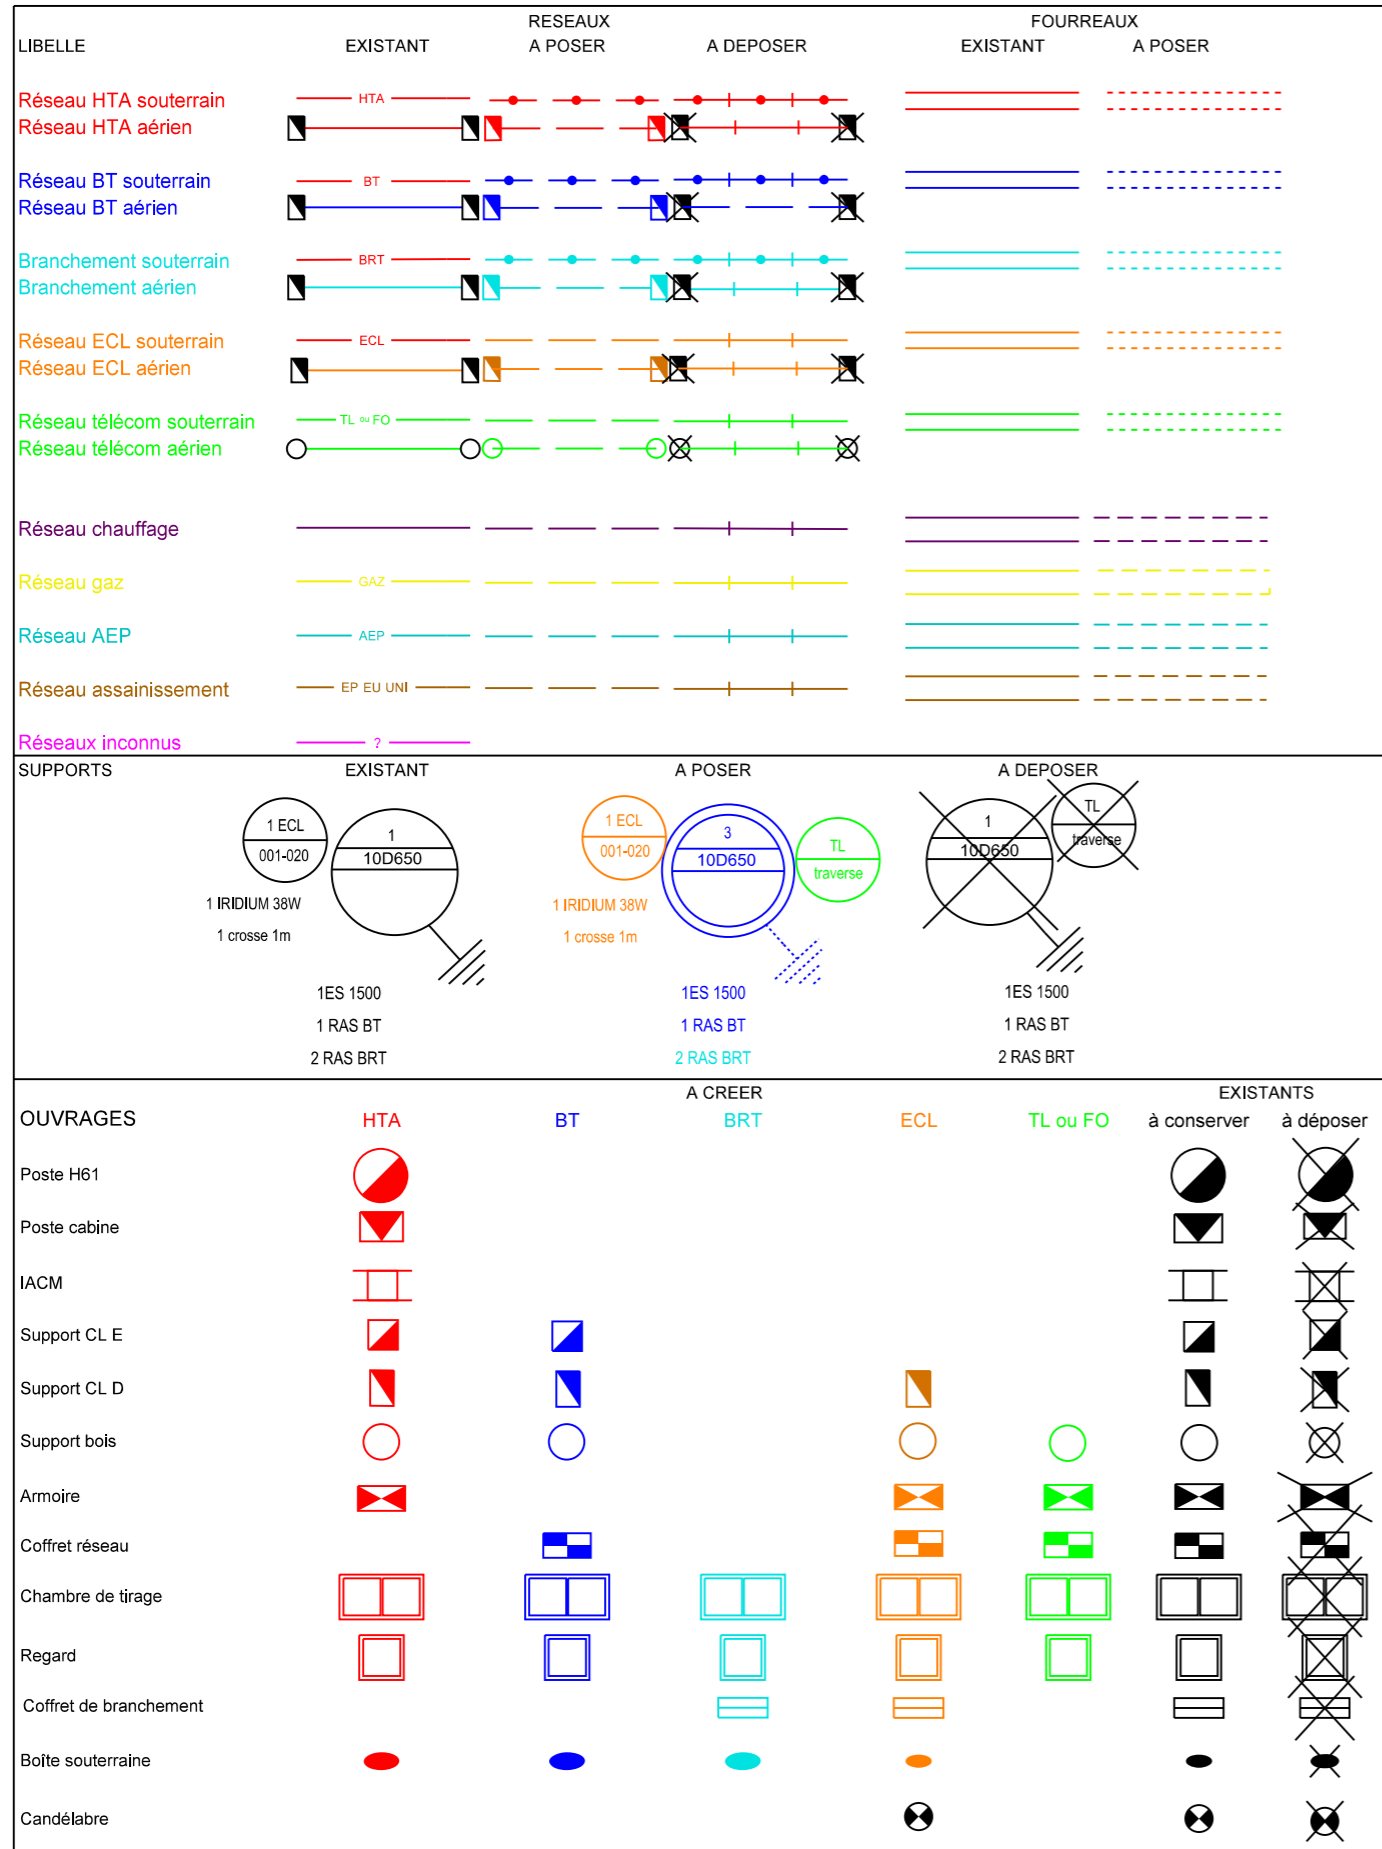 RESEAUX FOURREAUX
LIBELLE EXISTANT A POSER A DEPOSER EXISTANT A POSER
Réseau HTA souterrain HTA
Réseau HTA aérien
Réseau BT souterrain BT
Réseau BT aérien
Branchement souterrain BRT
Branchement aérien
Réseau ECL souterrain ECL
Réseau ECL aérien
Réseau télécom souterrain TL ou FO
Réseau télécom aérien
Réseau chauffage
Réseau gaz GAZ
Réseau AEP AEP
Réseau assainissement EP EU UNI
Réseaux inconnus ?
SUPPORTS EXISTANT A POSER A DEPOSER
1 ECL
001-020
1
10D650
1 IRIDIUM 38W
1 crosse 1m
1ES 1500
1 RAS BT
2 RAS BRT
1 ECL
001-020
3
10D650
TL
traverse
1 IRIDIUM 38W
1 crosse 1m
1ES 1500
1 RAS BT
2 RAS BRT
1
10D650
TL
traverse
1ES 1500
1 RAS BT
2 RAS BRT
A CREER EXISTANTS
OUVRAGES HTA BT BRT ECL TL ou FO à conserver à déposer
Poste H61
Poste cabine
IACM
Support CL E
Support CL D
Support bois
Armoire
Coffret réseau
Chambre de tirage
Regard
Coffret de branchement
Boîte souterraine
Candélabre